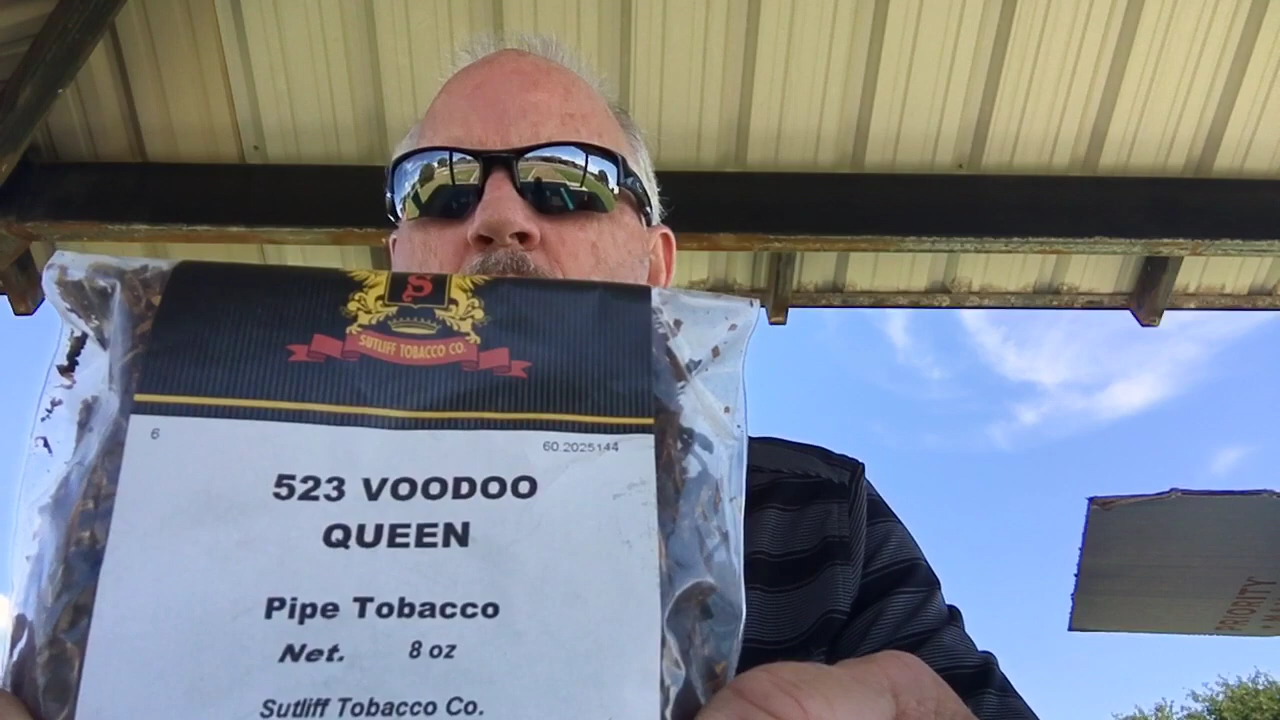 S
SUTLIFF TOBACCO CO.
6
60.2025144
523 VOODOO
QUEEN
Pipe Tobacco
Net. 8 oz
Sutliff Tobacco Co.
PRIORITY